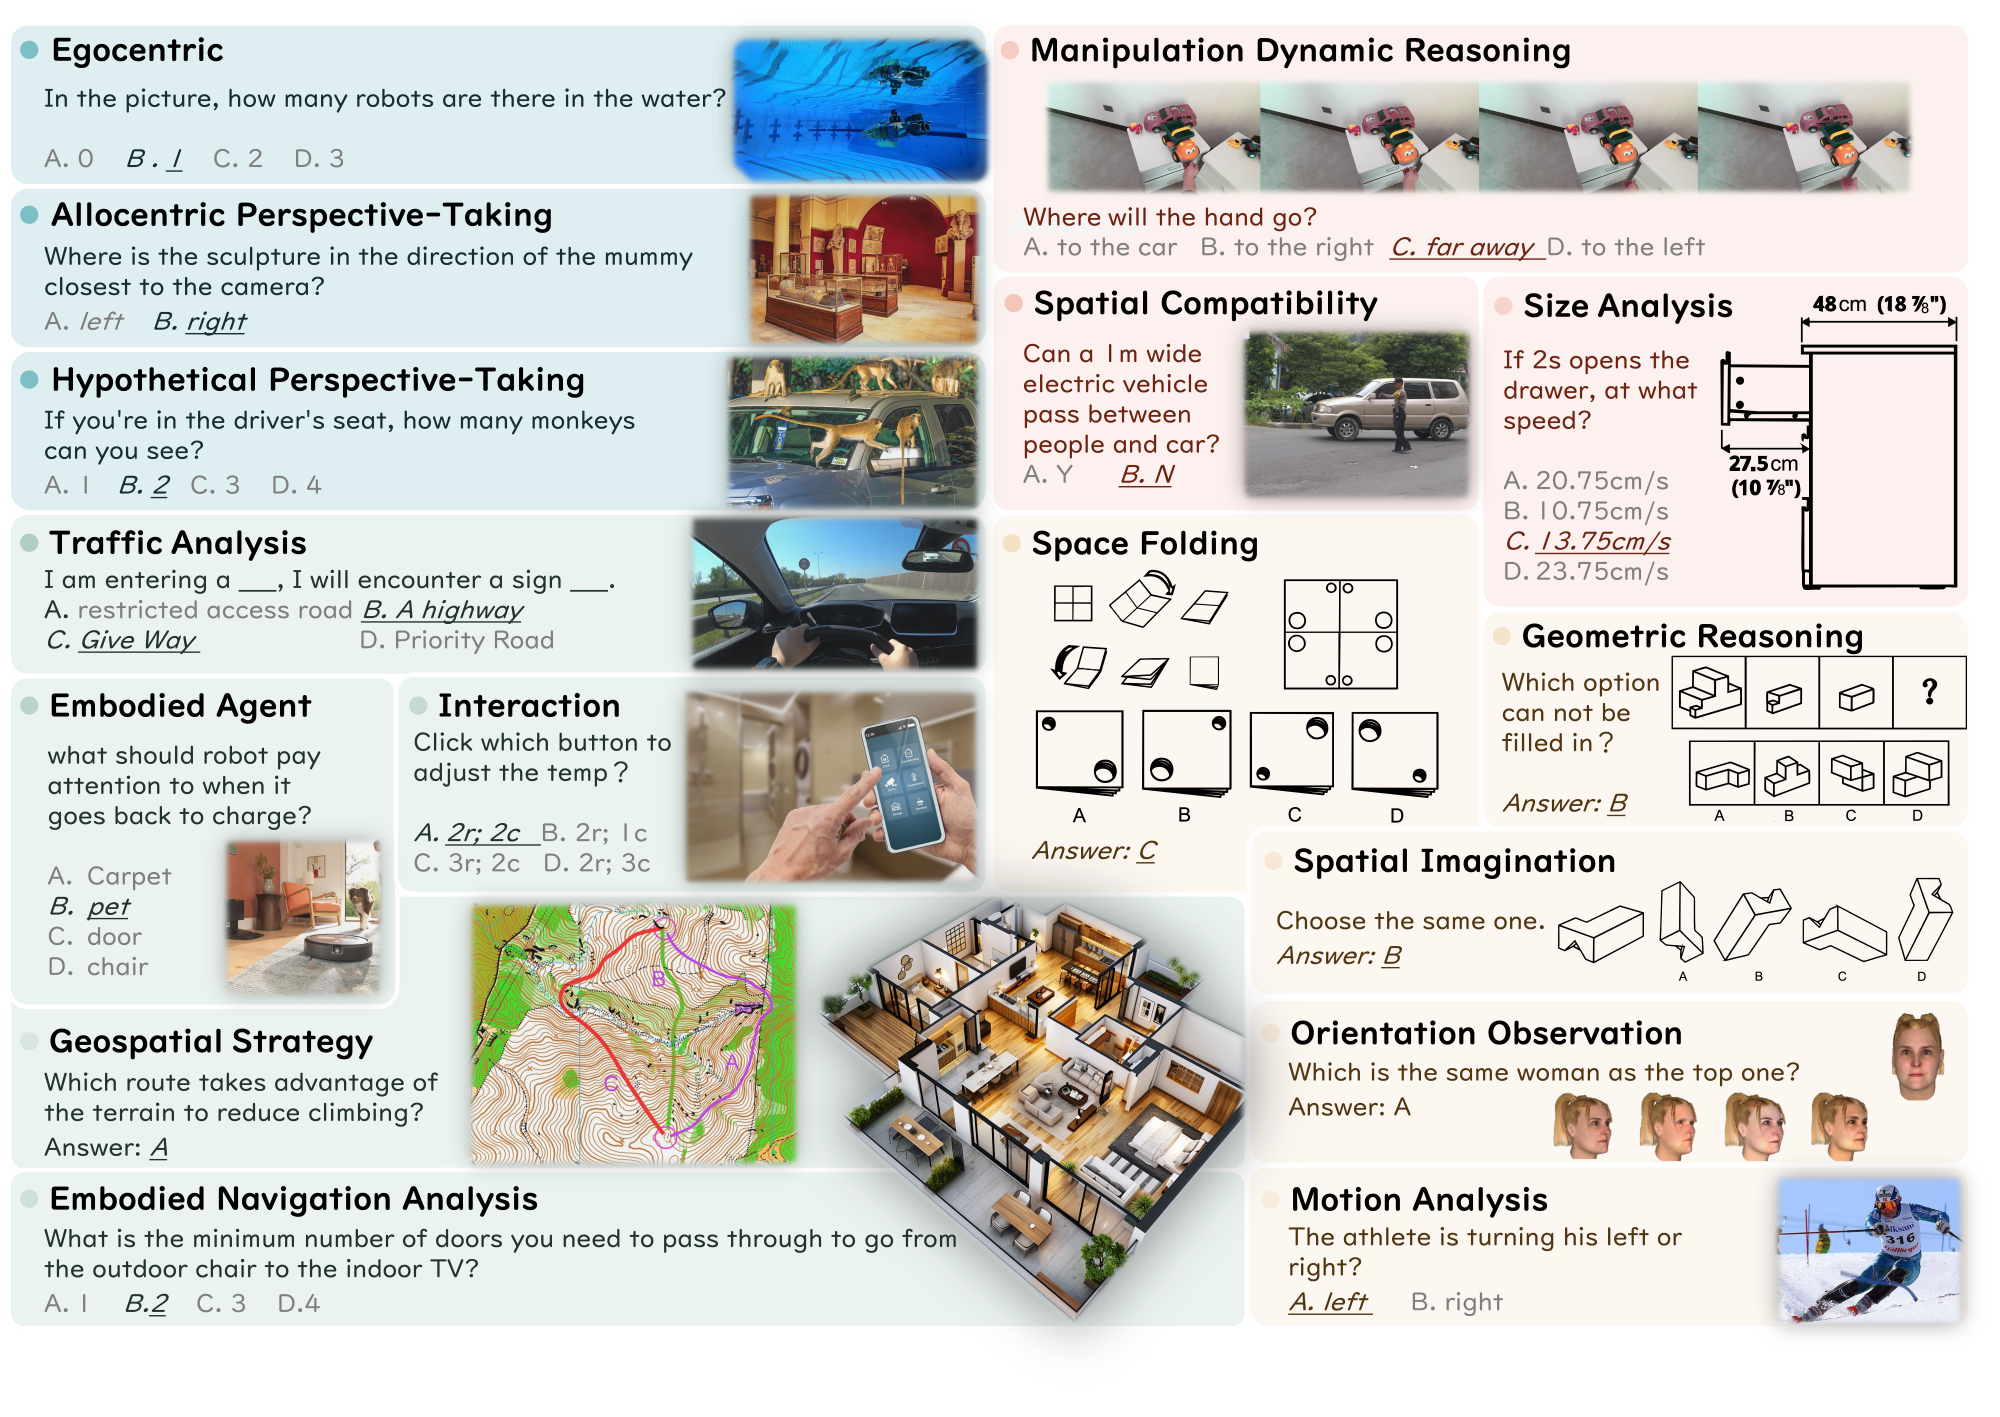 Egocentric
In the picture, how many robots are there in the water?
A. 0 B. 1 C. 2 D. 3
Allocentric Perspective-Taking
Where is the sculpture in the direction of the mummy
closest to the camera?
A. left B. right
Hypothetical Perspective-Taking
If you're in the driver's seat, how many monkeys
can you see?
A. 1 B. 2 C. 3 D. 4
Traffic Analysis
I am entering a ___, I will encounter a sign ___.
A. restricted access road B. A highway
C. Give Way D. Priority Road
Embodied Agent
what should robot pay
attention to when it
goes back to charge?
A. Carpet
B. pet
C. door
D. chair
Interaction
Click which button to
adjust the temp?
A. 2r; 2c B. 2r; 1c
C. 3r; 2c D. 2r; 3c
Geospatial Strategy
Which route takes advantage of
the terrain to reduce climbing?
Answer: A
B
A
C
Embodied Navigation Analysis
What is the minimum number of doors you need to pass through to go from
the outdoor chair to the indoor TV?
A. 1 B.2 C. 3 D.4
Manipulation Dynamic Reasoning
Where will the hand go?
A. to the car B. to the right C. far away D. to the left
Spatial Compatibility
Can a 1m wide
electric vehicle
pass between
people and car?
A. Y B. N
Size Analysis
If 2s opens the
drawer, at what
speed?
A. 20.75cm/s
B. 10.75cm/s
C. 13.75cm/s
D. 23.75cm/s
48cm (18 ⅞")
27.5cm
(10 ⅞")
Space Folding
A B C D
Answer: C
Geometric Reasoning
Which option
can not be
filled in?
Answer: B
?
A B C D
Spatial Imagination
Choose the same one.
Answer: B
A B C D
Orientation Observation
Which is the same woman as the top one?
Answer: A
Motion Analysis
The athlete is turning his left or
right?
A. left B. right
316